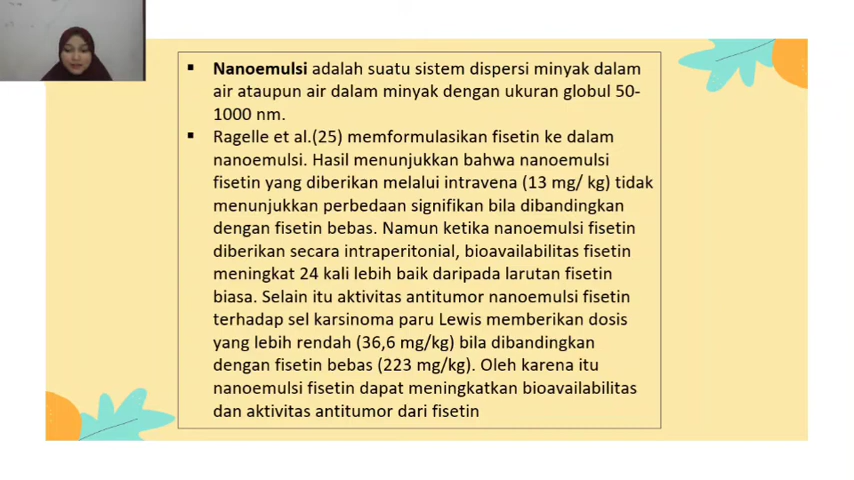 Nanoemulsi adalah suatu sistem dispersi minyak dalam
air ataupun air dalam minyak dengan ukuran globul 50-
1000 nm.
Ragelle et al.(25) memformulasikan fisetin ke dalam
nanoemulsi. Hasil menunjukkan bahwa nanoemulsi
fisetin yang diberikan melalui intravena (13 mg/ kg) tidak
menunjukkan perbedaan signifikan bila dibandingkan
dengan fisetin bebas. Namun ketika nanoemulsi fisetin
diberikan secara intraperitonial, bioavailabilitas fisetin
meningkat 24 kali lebih baik daripada larutan fisetin
biasa. Selain itu aktivitas antitumor nanoemulsi fisetin
terhadap sel karsinoma paru Lewis memberikan dosis
yang lebih rendah (36,6 mg/kg) bila dibandingkan
dengan fisetin bebas (223 mg/kg). Oleh karena itu
nanoemulsi fisetin dapat meningkatkan bioavailabilitas
dan aktivitas antitumor dari fisetin